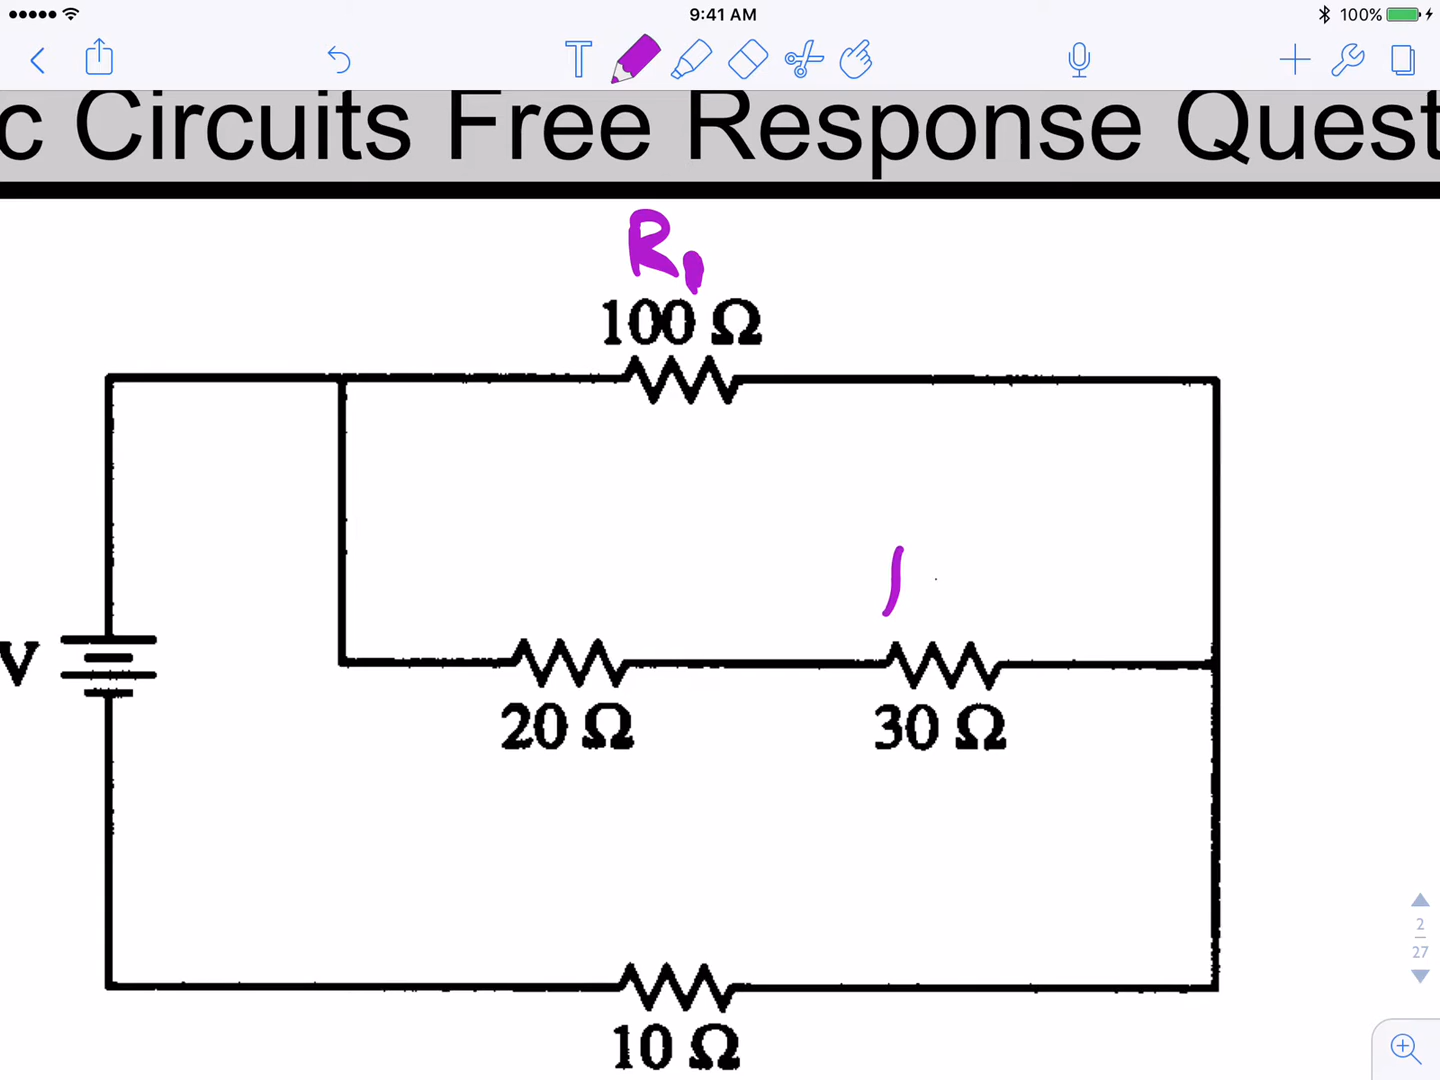 9:41 AM
100%
T
c Circuits Free Response Quest
R1
100 Ω
V
20 Ω
30 Ω
2
27
10 Ω